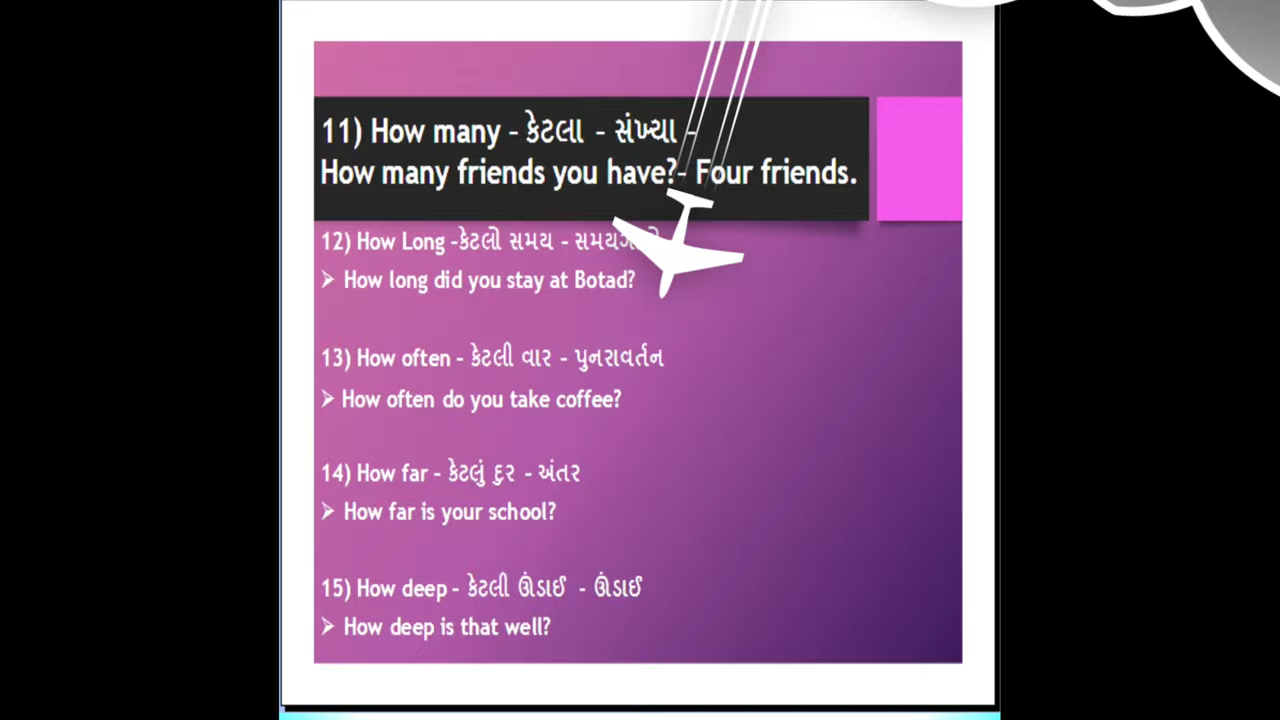 11) How many - કેટલા - સંખ્યા -
How many friends you have?- Four friends.
12) How Long -કેટલો સમય -
➢ How long did you stay at Botad?
13) How often - કેટલી વાર - પુનરાવર્તન
➢ How often do you take coffee?
14) How far - કેટલું દુર - અંતર
➢ How far is your school?
15) How deep - કેટલી ઊંડાઈ - ઊંડાઈ
➢ How deep is that well?